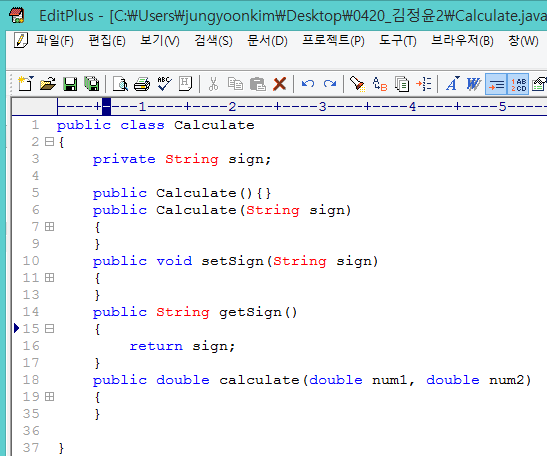 EditPlus - [C:₩Users₩jungyoonkim₩Desktop₩0420_김정윤2₩Calculate.java
파일(F) 편집(E) 보기(V) 검색(S) 문서(D) 프로젝트(P) 도구(T) 브라우저(B) 창(W)
----+----1----+----2----+----3----+----4----+----5----
1 public class Calculate
2 {
3 private String sign;
4
5 public Calculate(){}
6 public Calculate(String sign)
7 {
9 }
10 public void setSign(String sign)
11 {
13 }
14 public String getSign()
15 {
16 return sign;
17 }
18 public double calculate(double num1, double num2)
19 {
35 }
36
37 }